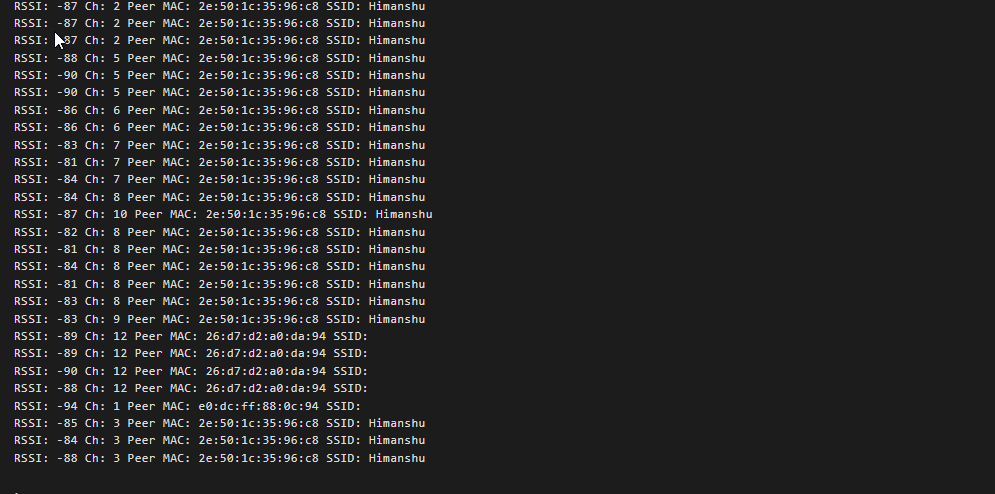 RSSI: -87 Ch: 2 Peer MAC: 2e:50:1c:35:96:c8 SSID: Himanshu
RSSI: -87 Ch: 2 Peer MAC: 2e:50:1c:35:96:c8 SSID: Himanshu
RSSI: -87 Ch: 2 Peer MAC: 2e:50:1c:35:96:c8 SSID: Himanshu
RSSI: -88 Ch: 5 Peer MAC: 2e:50:1c:35:96:c8 SSID: Himanshu
RSSI: -90 Ch: 5 Peer MAC: 2e:50:1c:35:96:c8 SSID: Himanshu
RSSI: -90 Ch: 5 Peer MAC: 2e:50:1c:35:96:c8 SSID: Himanshu
RSSI: -86 Ch: 6 Peer MAC: 2e:50:1c:35:96:c8 SSID: Himanshu
RSSI: -86 Ch: 6 Peer MAC: 2e:50:1c:35:96:c8 SSID: Himanshu
RSSI: -83 Ch: 7 Peer MAC: 2e:50:1c:35:96:c8 SSID: Himanshu
RSSI: -81 Ch: 7 Peer MAC: 2e:50:1c:35:96:c8 SSID: Himanshu
RSSI: -84 Ch: 7 Peer MAC: 2e:50:1c:35:96:c8 SSID: Himanshu
RSSI: -84 Ch: 8 Peer MAC: 2e:50:1c:35:96:c8 SSID: Himanshu
RSSI: -87 Ch: 10 Peer MAC: 2e:50:1c:35:96:c8 SSID: Himanshu
RSSI: -82 Ch: 8 Peer MAC: 2e:50:1c:35:96:c8 SSID: Himanshu
RSSI: -81 Ch: 8 Peer MAC: 2e:50:1c:35:96:c8 SSID: Himanshu
RSSI: -84 Ch: 8 Peer MAC: 2e:50:1c:35:96:c8 SSID: Himanshu
RSSI: -81 Ch: 8 Peer MAC: 2e:50:1c:35:96:c8 SSID: Himanshu
RSSI: -83 Ch: 8 Peer MAC: 2e:50:1c:35:96:c8 SSID: Himanshu
RSSI: -83 Ch: 9 Peer MAC: 2e:50:1c:35:96:c8 SSID: Himanshu
RSSI: -89 Ch: 12 Peer MAC: 26:d7:d2:a0:da:94 SSID:
RSSI: -89 Ch: 12 Peer MAC: 26:d7:d2:a0:da:94 SSID:
RSSI: -90 Ch: 12 Peer MAC: 26:d7:d2:a0:da:94 SSID:
RSSI: -88 Ch: 12 Peer MAC: 26:d7:d2:a0:da:94 SSID:
RSSI: -94 Ch: 1 Peer MAC: e0:dc:ff:88:0c:94 SSID:
RSSI: -85 Ch: 3 Peer MAC: 2e:50:1c:35:96:c8 SSID: Himanshu
RSSI: -84 Ch: 3 Peer MAC: 2e:50:1c:35:96:c8 SSID: Himanshu
RSSI: -88 Ch: 3 Peer MAC: 2e:50:1c:35:96:c8 SSID: Himanshu